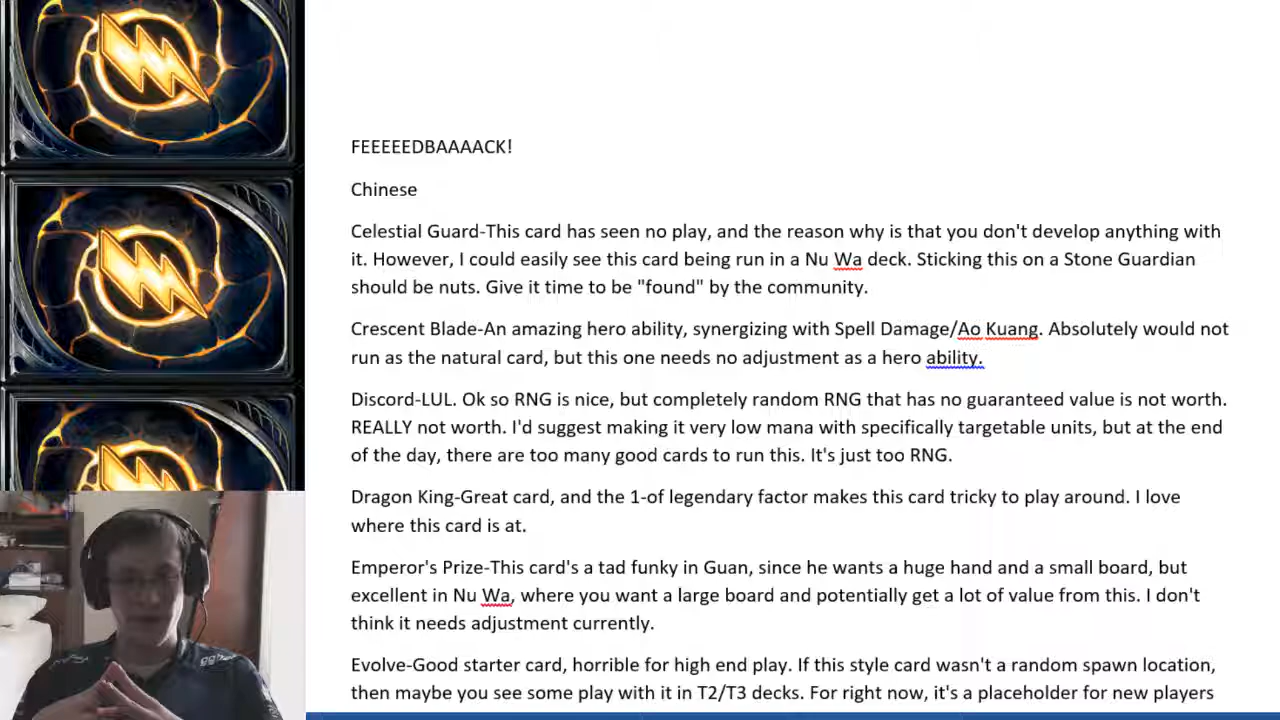 FEEEEEDBAAAACK!
Chinese
Celestial Guard-This card has seen no play, and the reason why is that you don't develop anything with
it. However, I could easily see this card being run in a Nu Wa deck. Sticking this on a Stone Guardian
should be nuts. Give it time to be "found" by the community.
Crescent Blade-An amazing hero ability, synergizing with Spell Damage/Ao Kuang. Absolutely would not
run as the natural card, but this one needs no adjustment as a hero ability.
Discord-LUL. Ok so RNG is nice, but completely random RNG that has no guaranteed value is not worth.
REALLY not worth. I'd suggest making it very low mana with specifically targetable units, but at the end
of the day, there are too many good cards to run this. It's just too RNG.
Dragon King-Great card, and the 1-of legendary factor makes this card tricky to play around. I love
where this card is at.
Emperor's Prize-This card's a tad funky in Guan, since he wants a huge hand and a small board, but
excellent in Nu Wa, where you want a large board and potentially get a lot of value from this. I don't
think it needs adjustment currently.
Evolve-Good starter card, horrible for high end play. If this style card wasn't a random spawn location,
then maybe you see some play with it in T2/T3 decks. For right now, it's a placeholder for new players